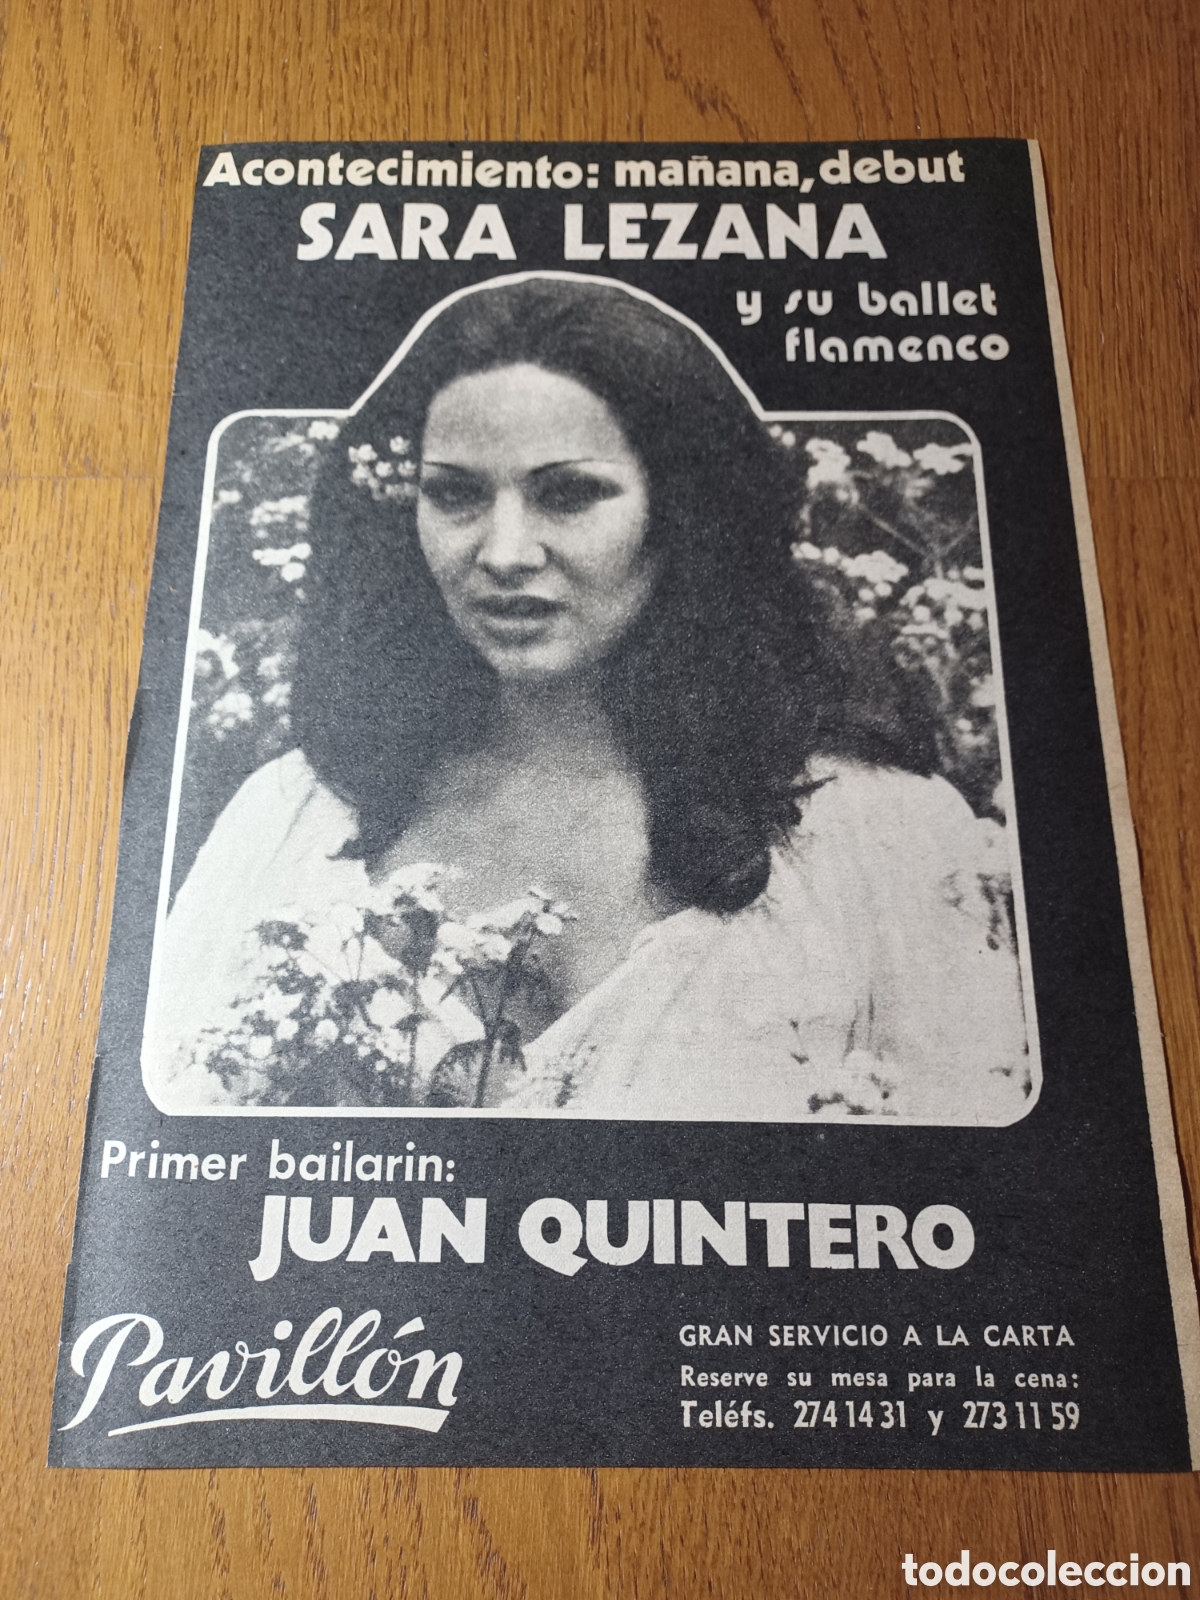 Acontecimiento: mañana, debut
SARA LEZANA
y su ballet
flamenco
Primer bailarin:
JUAN QUINTERO
Pavillón
GRAN SERVICIO A LA CARTA
Reserve su mesa para la cena:
Teléfs. 274 14 31 y 273 11 59
todocoleccion